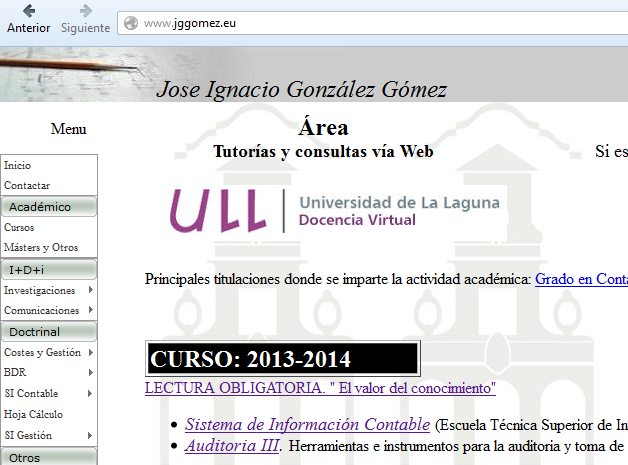 Anterior Siguiente www.jggomez.eu
Jose Ignacio González Gómez
Menu
Inicio
Contactar
Académico
Cursos
Másters y Otros
I+D+i
Investigaciones
Comunicaciones
Doctrinal
Costes y Gestión
BDR
SI Contable
Hoja Cálculo
SI Gestión
Otros
Área
Tutorías y consultas vía Web Si es
ULL Universidad de La Laguna
Docencia Virtual
Principales titulaciones donde se imparte la actividad académica: Grado en Conta
CURSO: 2013-2014
LECTURA OBLIGATORIA. " El valor del conocimiento"
• Sistema de Información Contable (Escuela Técnica Superior de In
• Auditoria III. Herramientas e instrumentos para la auditoria y toma de